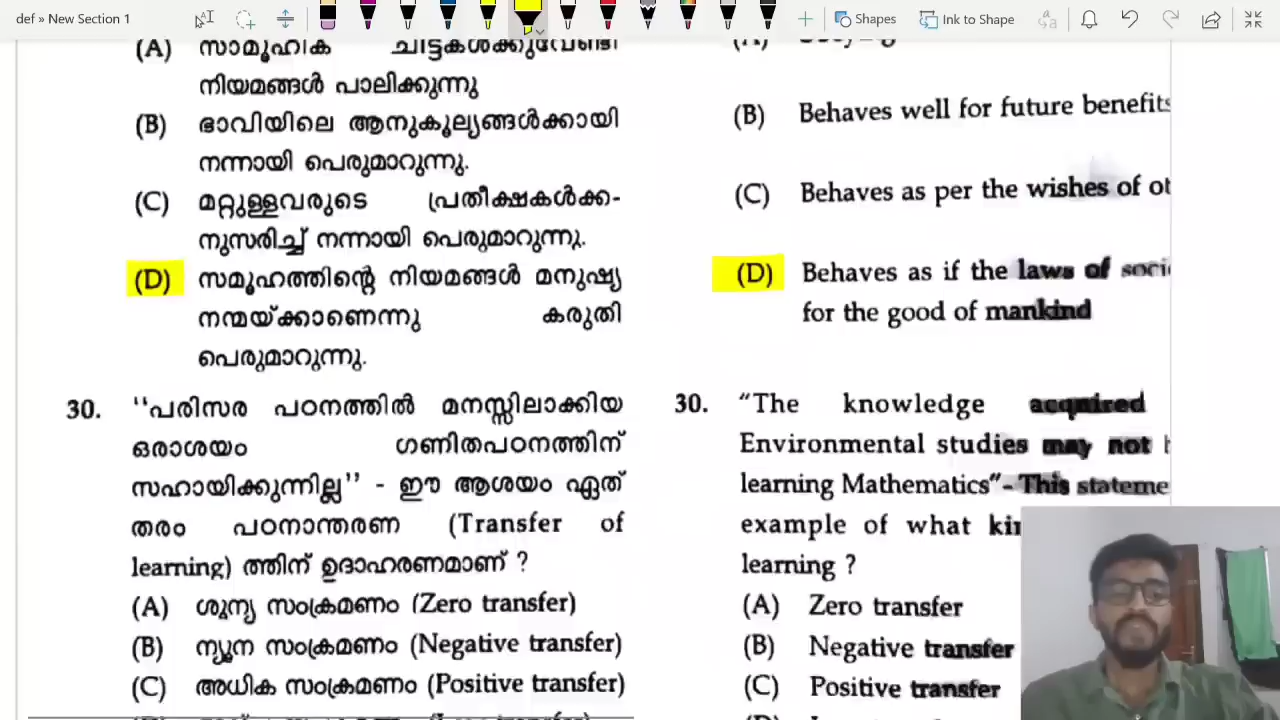 def » New Section 1
Shapes
Ink to Shape
(A) സാമൂഹിക ചിട്ടകൾക്കുവേണ്ടി
നിയമങ്ങൾ പാലിക്കുന്നു
(B) ഭാവിയിലെ ആനുകൂല്യങ്ങൾക്കായി
നന്നായി പെരുമാറുന്നു.
(C) മറ്റുള്ളവരുടെ പ്രതീക്ഷകൾക്ക-
നുസരിച്ച് നന്നായി പെരുമാറുന്നു.
(D) സമൂഹത്തിന്റെ നിയമങ്ങൾ മനുഷ്യ
നന്മയ്ക്കാണെന്നു കരുതി
പെരുമാറുന്നു.
30. ‘‘പരിസര പഠനത്തിൽ മനസ്സിലാക്കിയ
ഒരാശയം ഗണിതപഠനത്തിന്
സഹായിക്കുന്നില്ല’’ - ഈ ആശയം ഏത്
തരം പഠനാന്തരണ (Transfer of
learning) ത്തിന് ഉദാഹരണമാണ് ?
(A) ശൂന്യ സംക്രമണം (Zero transfer)
(B) ന്യൂന സംക്രമണം (Negative transfer)
(C) അധിക സംക്രമണം (Positive transfer)
(B) Behaves well for future benefits
(C) Behaves as per the wishes of ot
(D) Behaves as if the laws of soci
for the good of mankind
30. “The knowledge acquired
Environmental studies may not
learning Mathematics”- This stateme
example of what
learning ?
(A) Zero transfer
(B) Negative transfer
(C) Positive transfer